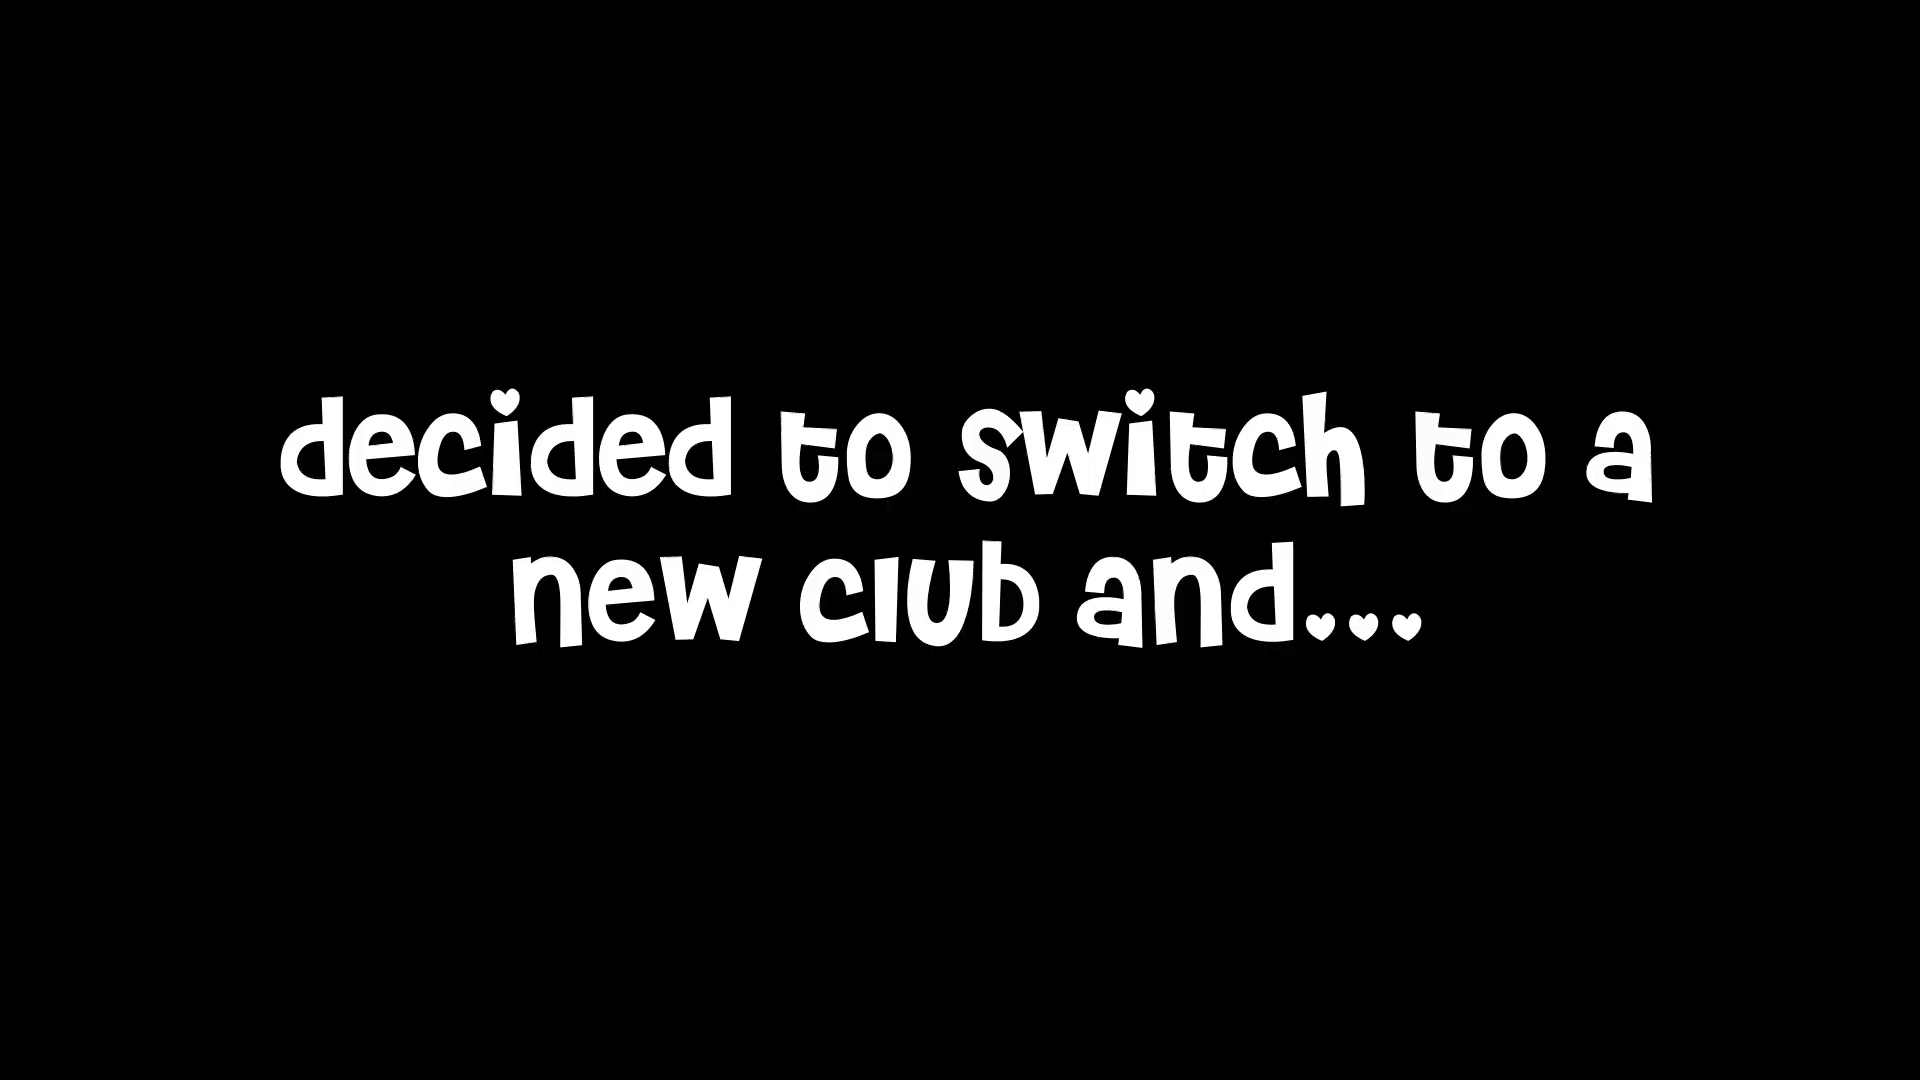 decided to switch to a
new club and...